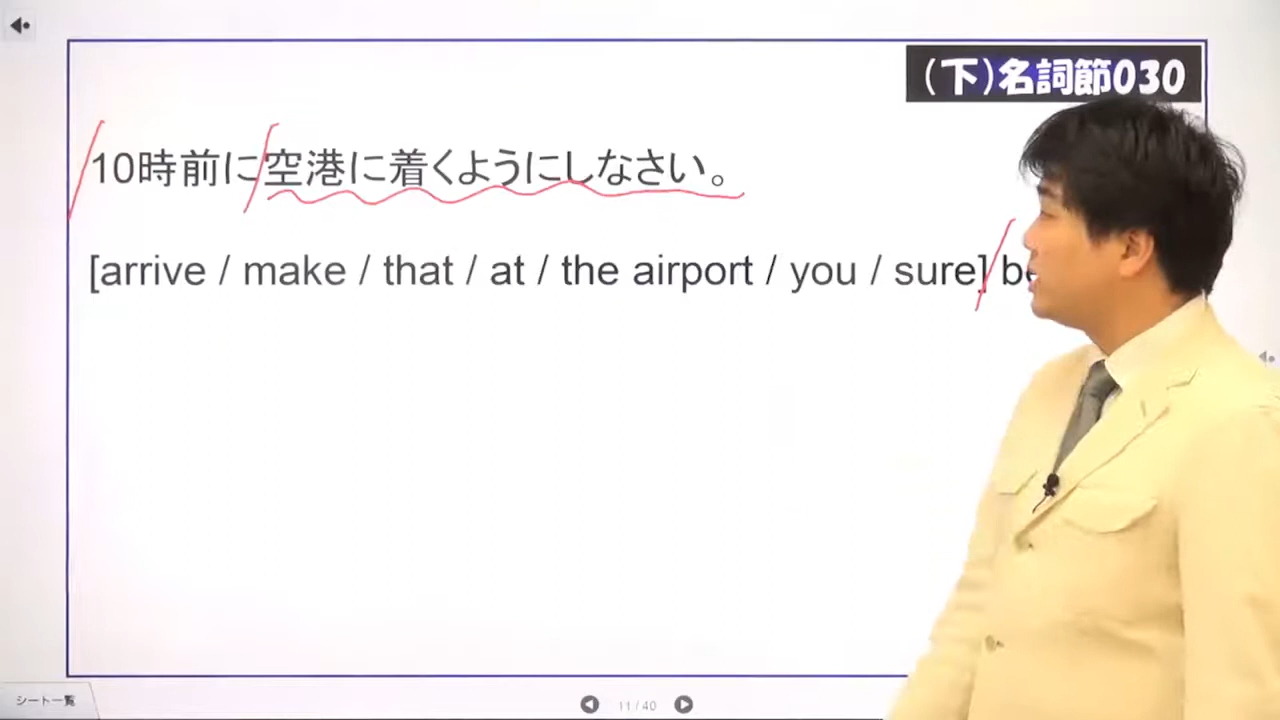 (下)名詞節030
10時前に空港に着くようにしなさい。
[arrive / make / that / at / the airport / you / sure]
シート一覧
11 / 40